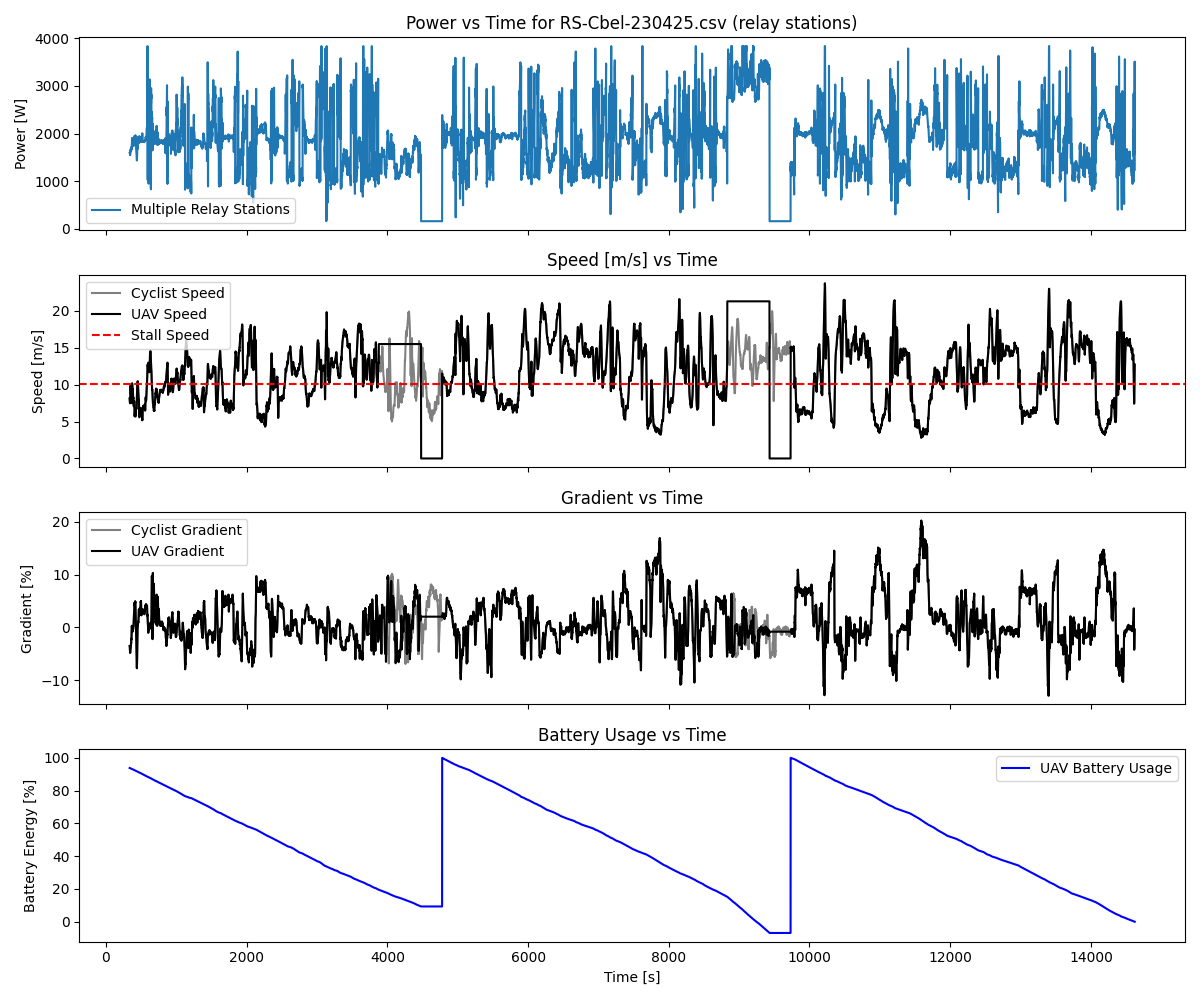 Power vs Time for RS-Cbel-230425.csv (relay stations)
Power [W]
4000
3000
2000
1000
0
Multiple Relay Stations
Speed [m/s] vs Time
Speed [m/s]
20
15
10
5
0
Cyclist Speed
UAV Speed
Stall Speed
Gradient vs Time
Gradient [%]
20
10
0
−10
Cyclist Gradient
UAV Gradient
Battery Usage vs Time
Battery Energy [%]
100
80
60
40
20
0
UAV Battery Usage
0 2000 4000 6000 8000 10000 12000 14000
Time [s]